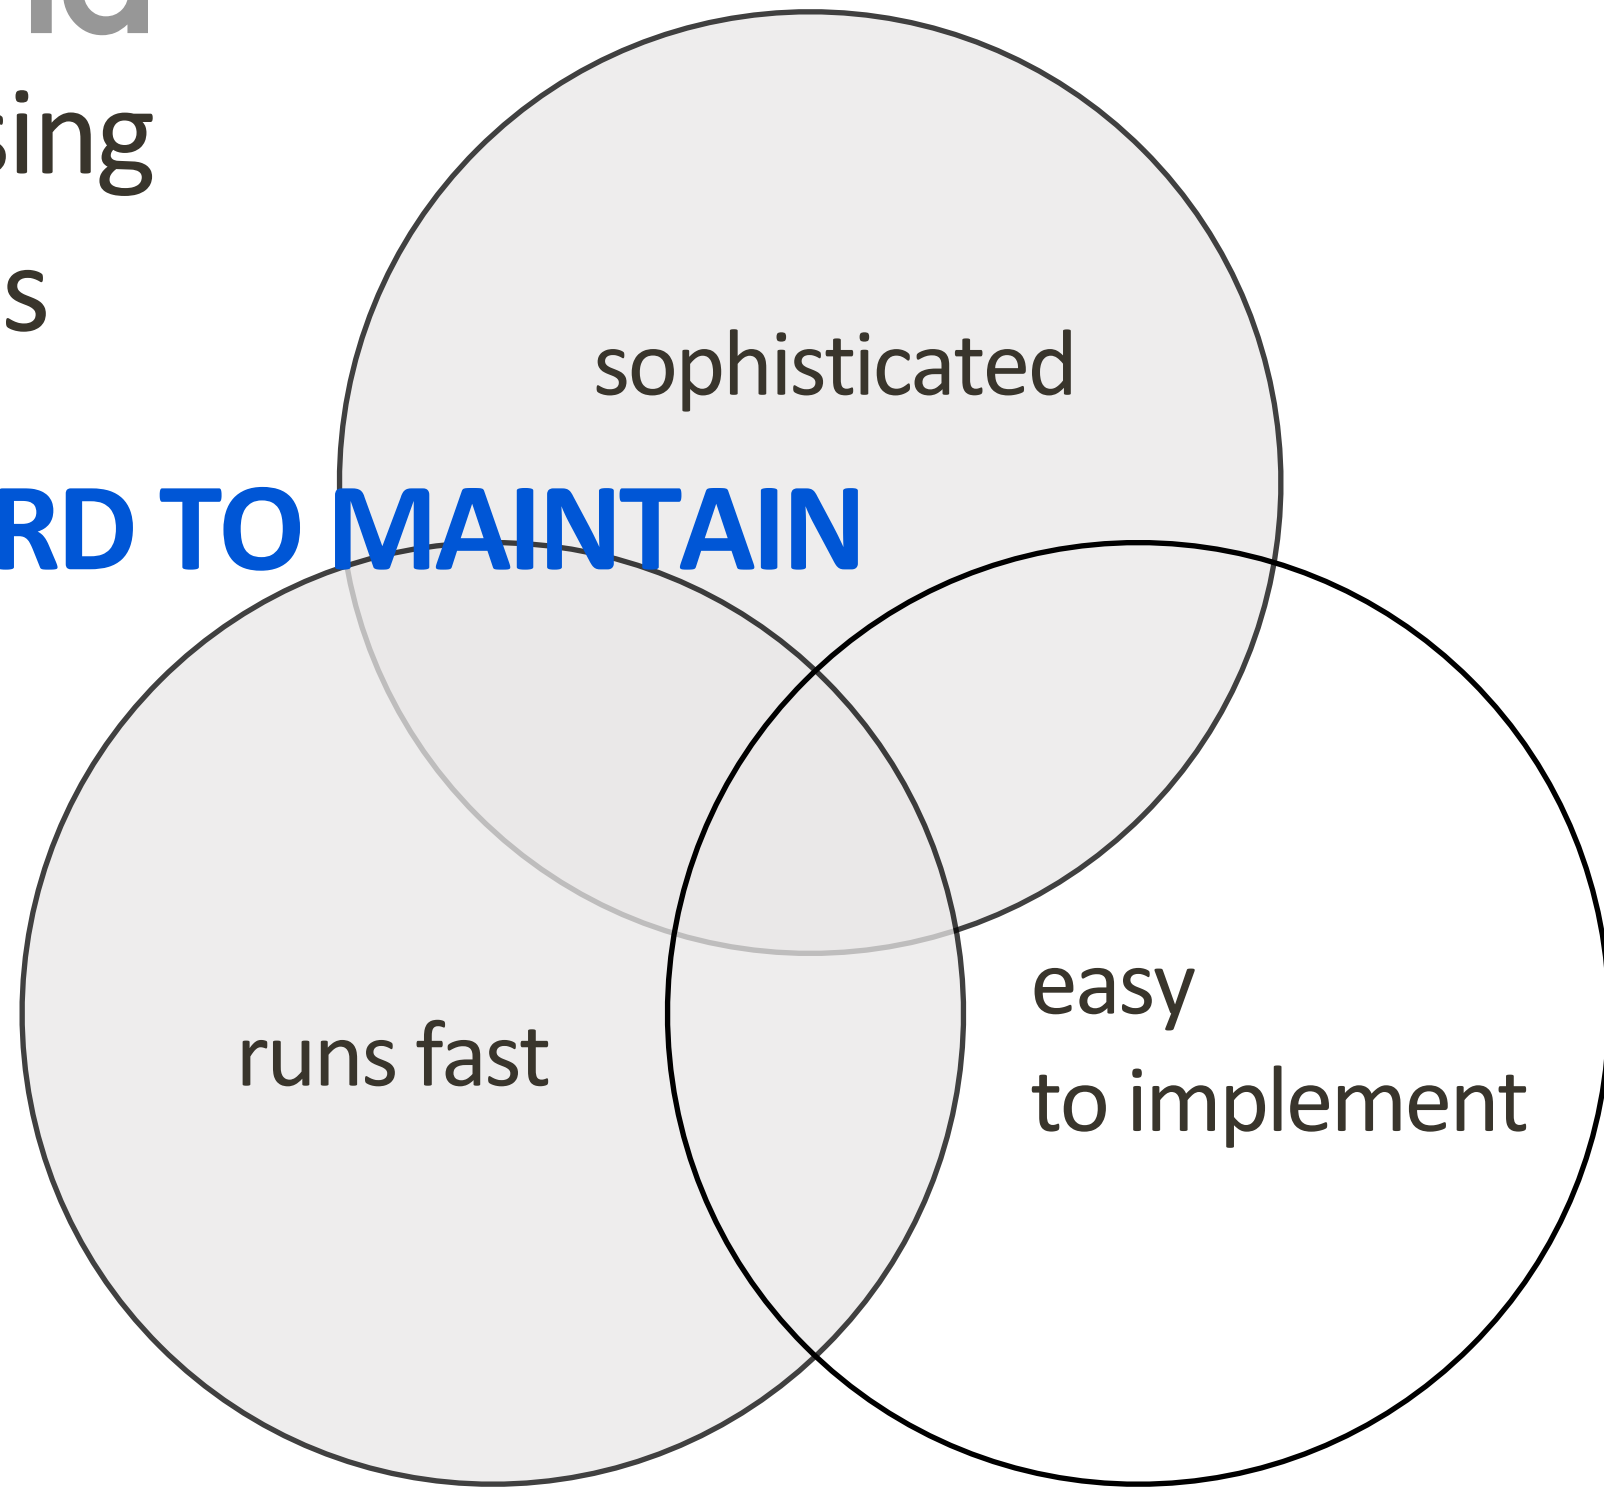 sing
s
sophisticated
RD TO MAINTAIN
runs fast
easy
to implement